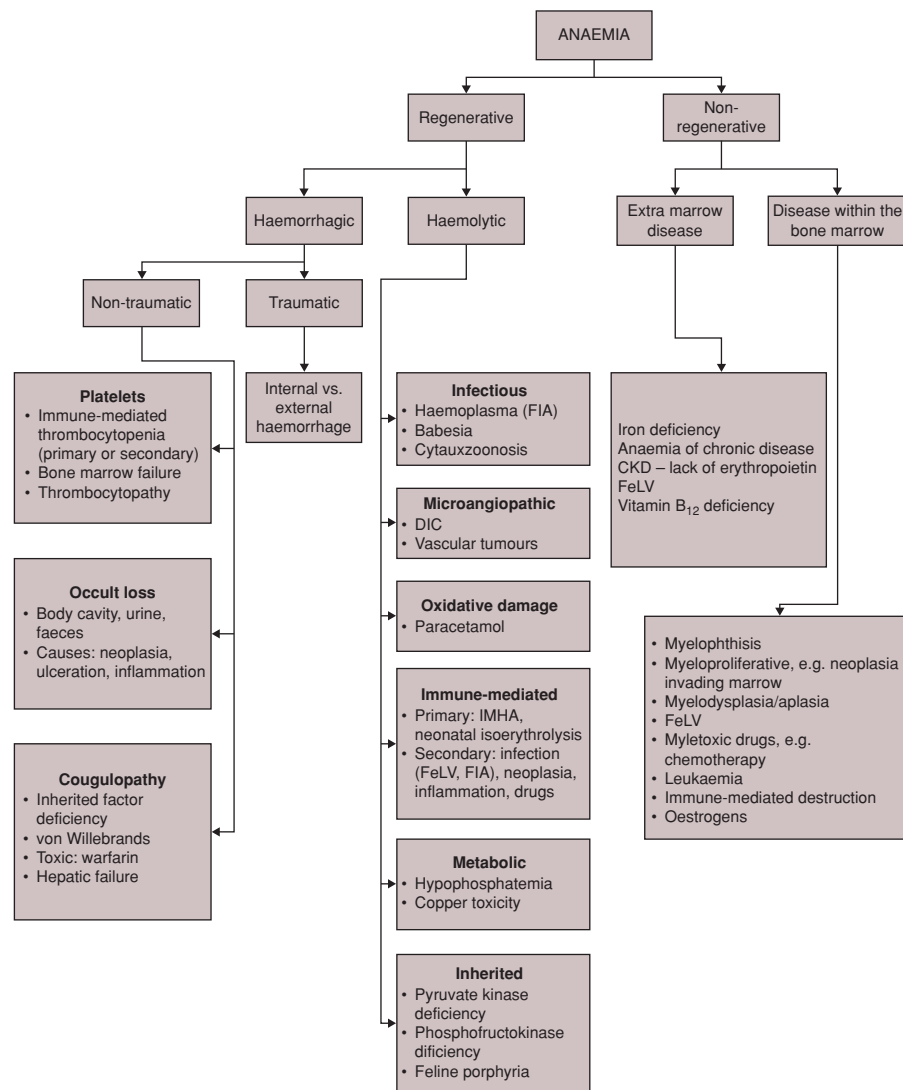 ANAEMIA
Regenerative
Non-
regenerative
Haemorrhagic
Haemolytic
Extra marrow
disease
Disease within the
bone marrow
Non-traumatic
Traumatic
Internal vs.
external
haemorrhage
Platelets
• Immune-mediated
thrombocytopenia
(primary or secondary)
• Bone marrow failure
• Thrombocytopathy
Occult loss
• Body cavity, urine,
faeces
• Causes: neoplasia,
ulceration, inflammation
Cougulopathy
• Inherited factor
deficiency
• von Willebrands
• Toxic: warfarin
• Hepatic failure
Infectious
• Haemoplasma (FIA)
• Babesia
• Cytauxzoonosis
Microangiopathic
• DIC
• Vascular tumours
Oxidative damage
• Paracetamol
Immune-mediated
• Primary: IMHA,
neonatal isoerythrolysis
• Secondary: infection
(FeLV, FIA), neoplasia,
inflammation, drugs
Metabolic
• Hypophosphatemia
• Copper toxicity
Inherited
• Pyruvate kinase
deficiency
• Phosphofructokinase
dificiency
• Feline porphyria
Iron deficiency
Anaemia of chronic disease
CKD – lack of erythropoietin
FeLV
Vitamin B₁₂ deficiency
• Myelophthisis
• Myeloproliferative, e.g. neoplasia
invading marrow
• Myelodysplasia/aplasia
• FeLV
• Myletoxic drugs, e.g.
chemotherapy
• Leukaemia
• Immune-mediated destruction
• Oestrogens